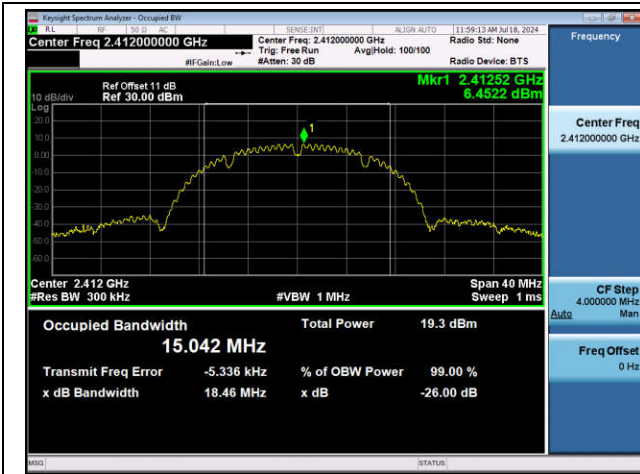 Keysight Spectrum Analyzer - Occupied BW
RL RF 50 Ω AC SENSE:INT ALIGN AUTO 11:59:13 AM Jul 18, 2024
Center Freq 2.412000000 GHz
Center Freq: 2.412000000 GHz
Radio Std: None
Trig: Free Run Avg|Hold: 100/100
#IFGain:Low #Atten: 30 dB Radio Device: BTS
Frequency
Ref Offset 11 dB
Ref 30.00 dBm
10 dB/div
Log
Mkr1 2.41252 GHz
6.4522 dBm
20.0
10.0
0.00
-10.0
-20.0
-30.0
-40.0
-50.0
-60.0
1
Center 2.412 GHz Span 40 MHz
#Res BW 300 kHz #VBW 1 MHz Sweep 1 ms
Occupied Bandwidth Total Power 19.3 dBm
15.042 MHz
Transmit Freq Error -5.336 kHz % of OBW Power 99.00 %
x dB Bandwidth 18.46 MHz x dB -26.00 dB
Center Freq
2.412000000 GHz
CF Step
4.000000 MHz
Auto Man
Freq Offset
0 Hz
MSG STATUS